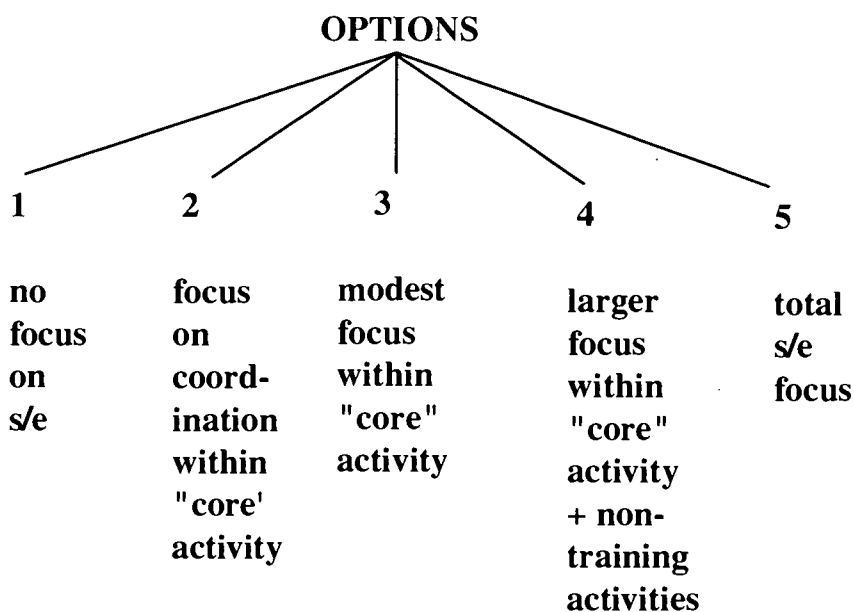 OPTIONS
1
no
focus
on
s/e
2
focus
on
coord-
ination
within
"core'
activity
3
modest
focus
within
"core"
activity
4
larger
focus
within
"core"
activity
+ non-
training
activities
5
total
s/e
focus